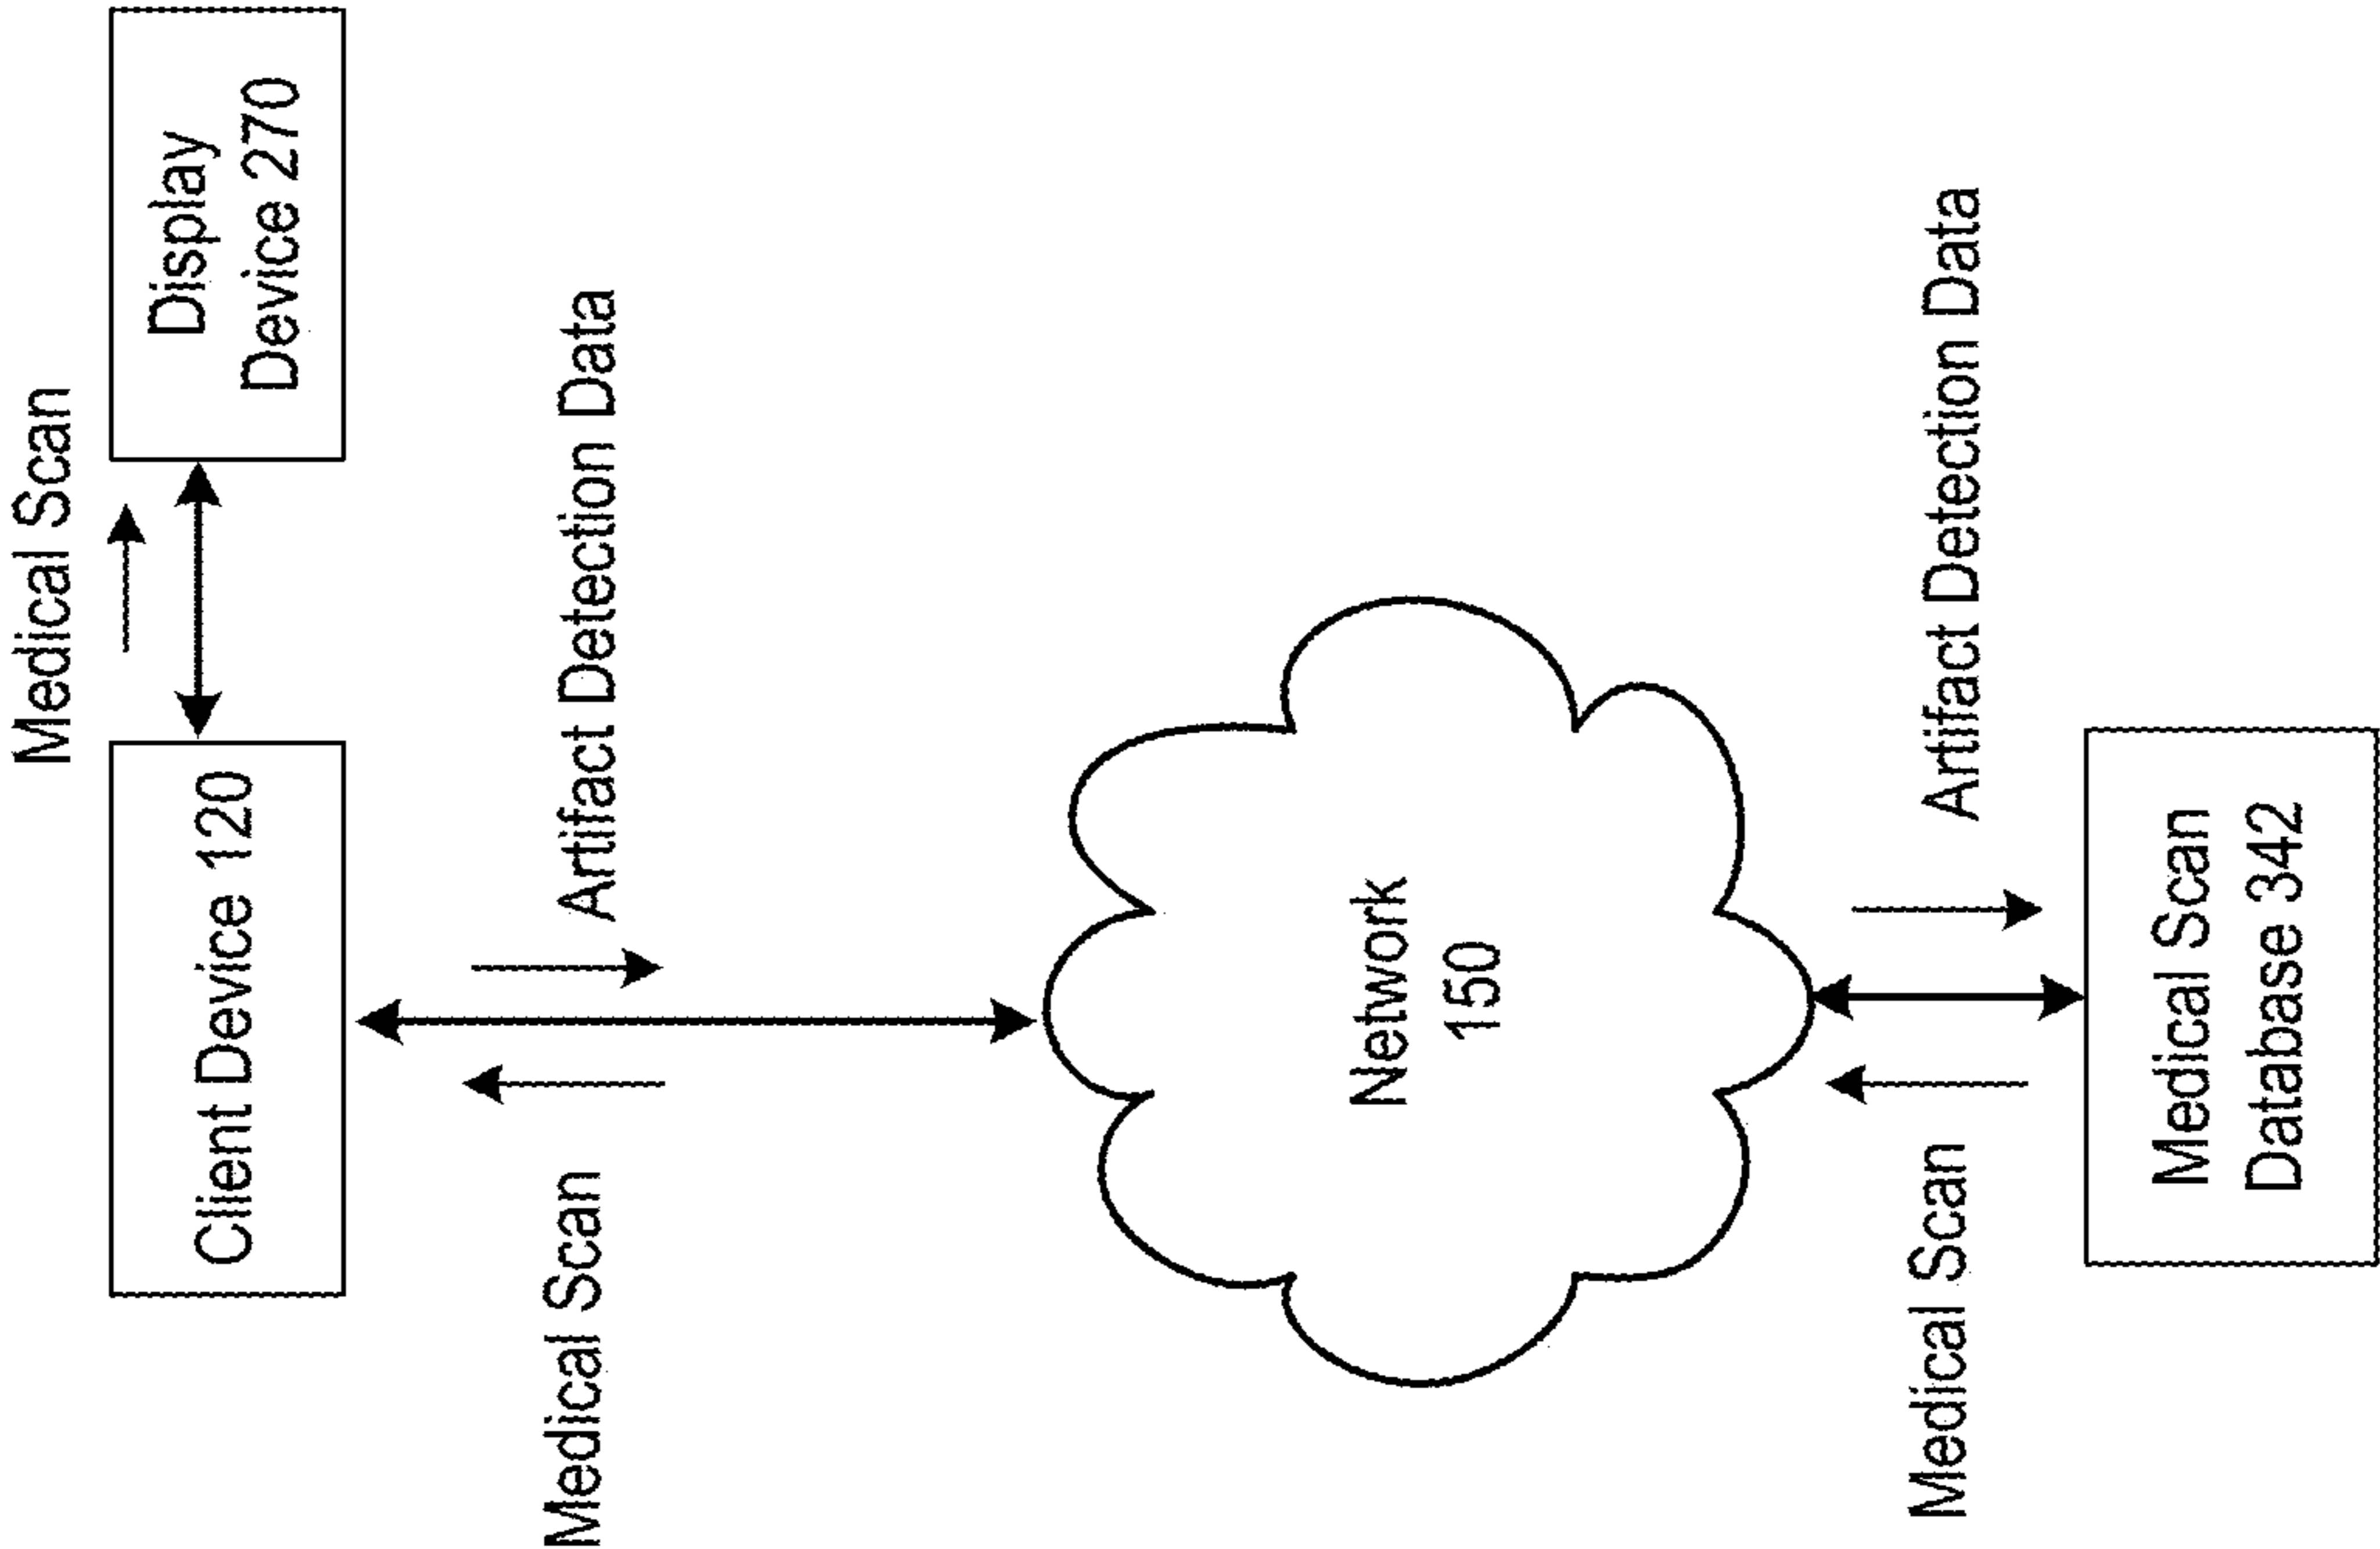 Medical Scan
Client Device 120
Display
Device 270
Medical Scan
Artifact Detection Data
Network
150
Medical Scan
Artifact Detection Data
Medical Scan
Database 342